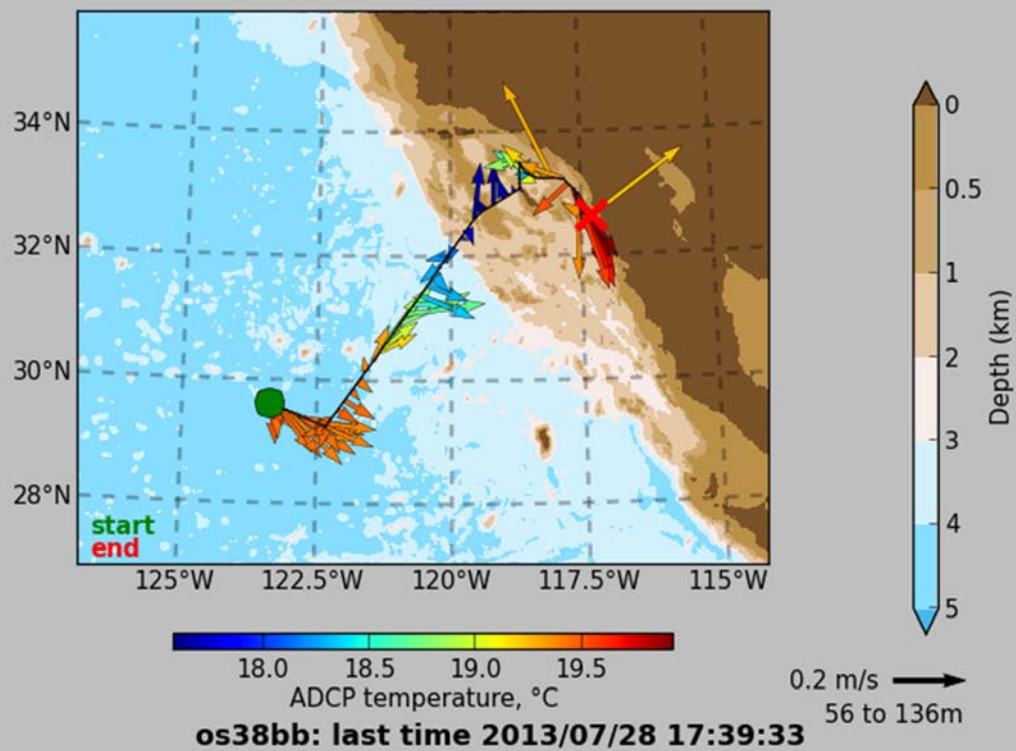 34°N
32°N
30°N
28°N
start
end
125°W 122.5°W 120°W 117.5°W 115°W
0
0.5
1
2
3
4
5
Depth (km)
18.0 18.5 19.0 19.5
ADCP temperature, °C
0.2 m/s
56 to 136m
os38bb: last time 2013/07/28 17:39:33